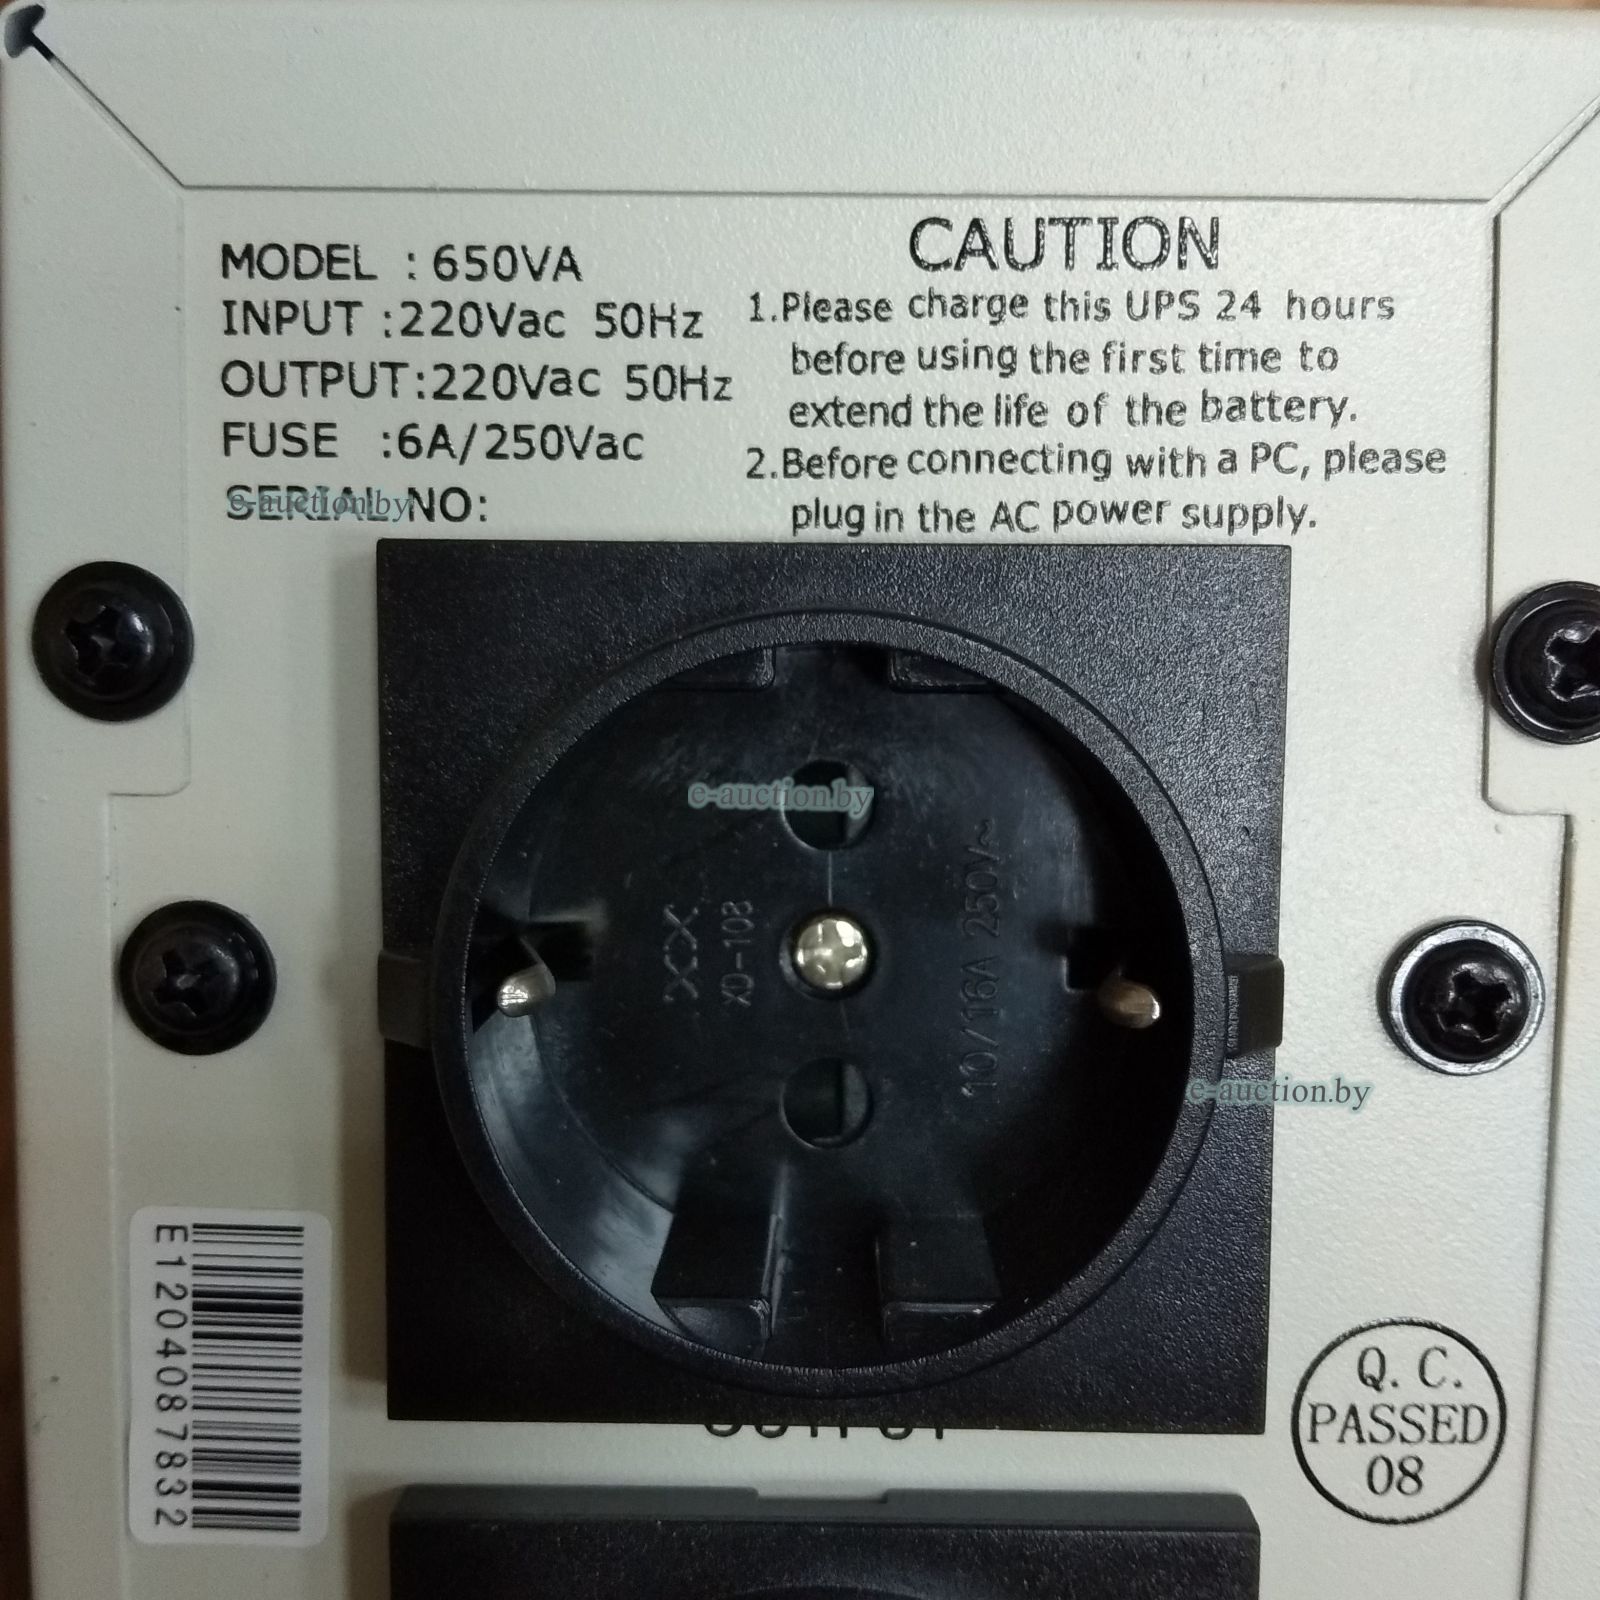 MODEL : 650VA
INPUT :220Vac 50Hz
OUTPUT:220Vac 50Hz
FUSE :6A/250Vac
SERIAL NO:
e-auction.by
CAUTION
1.Please charge this UPS 24 hours
before using the first time to
extend the life of the battery.
2.Before connecting with a PC, please
plug in the AC power supply.
e-auction.by
XD-108
10/16A 250V~
e-auction.by
E1204087832
OUTPUT
Q. C.
PASSED
08